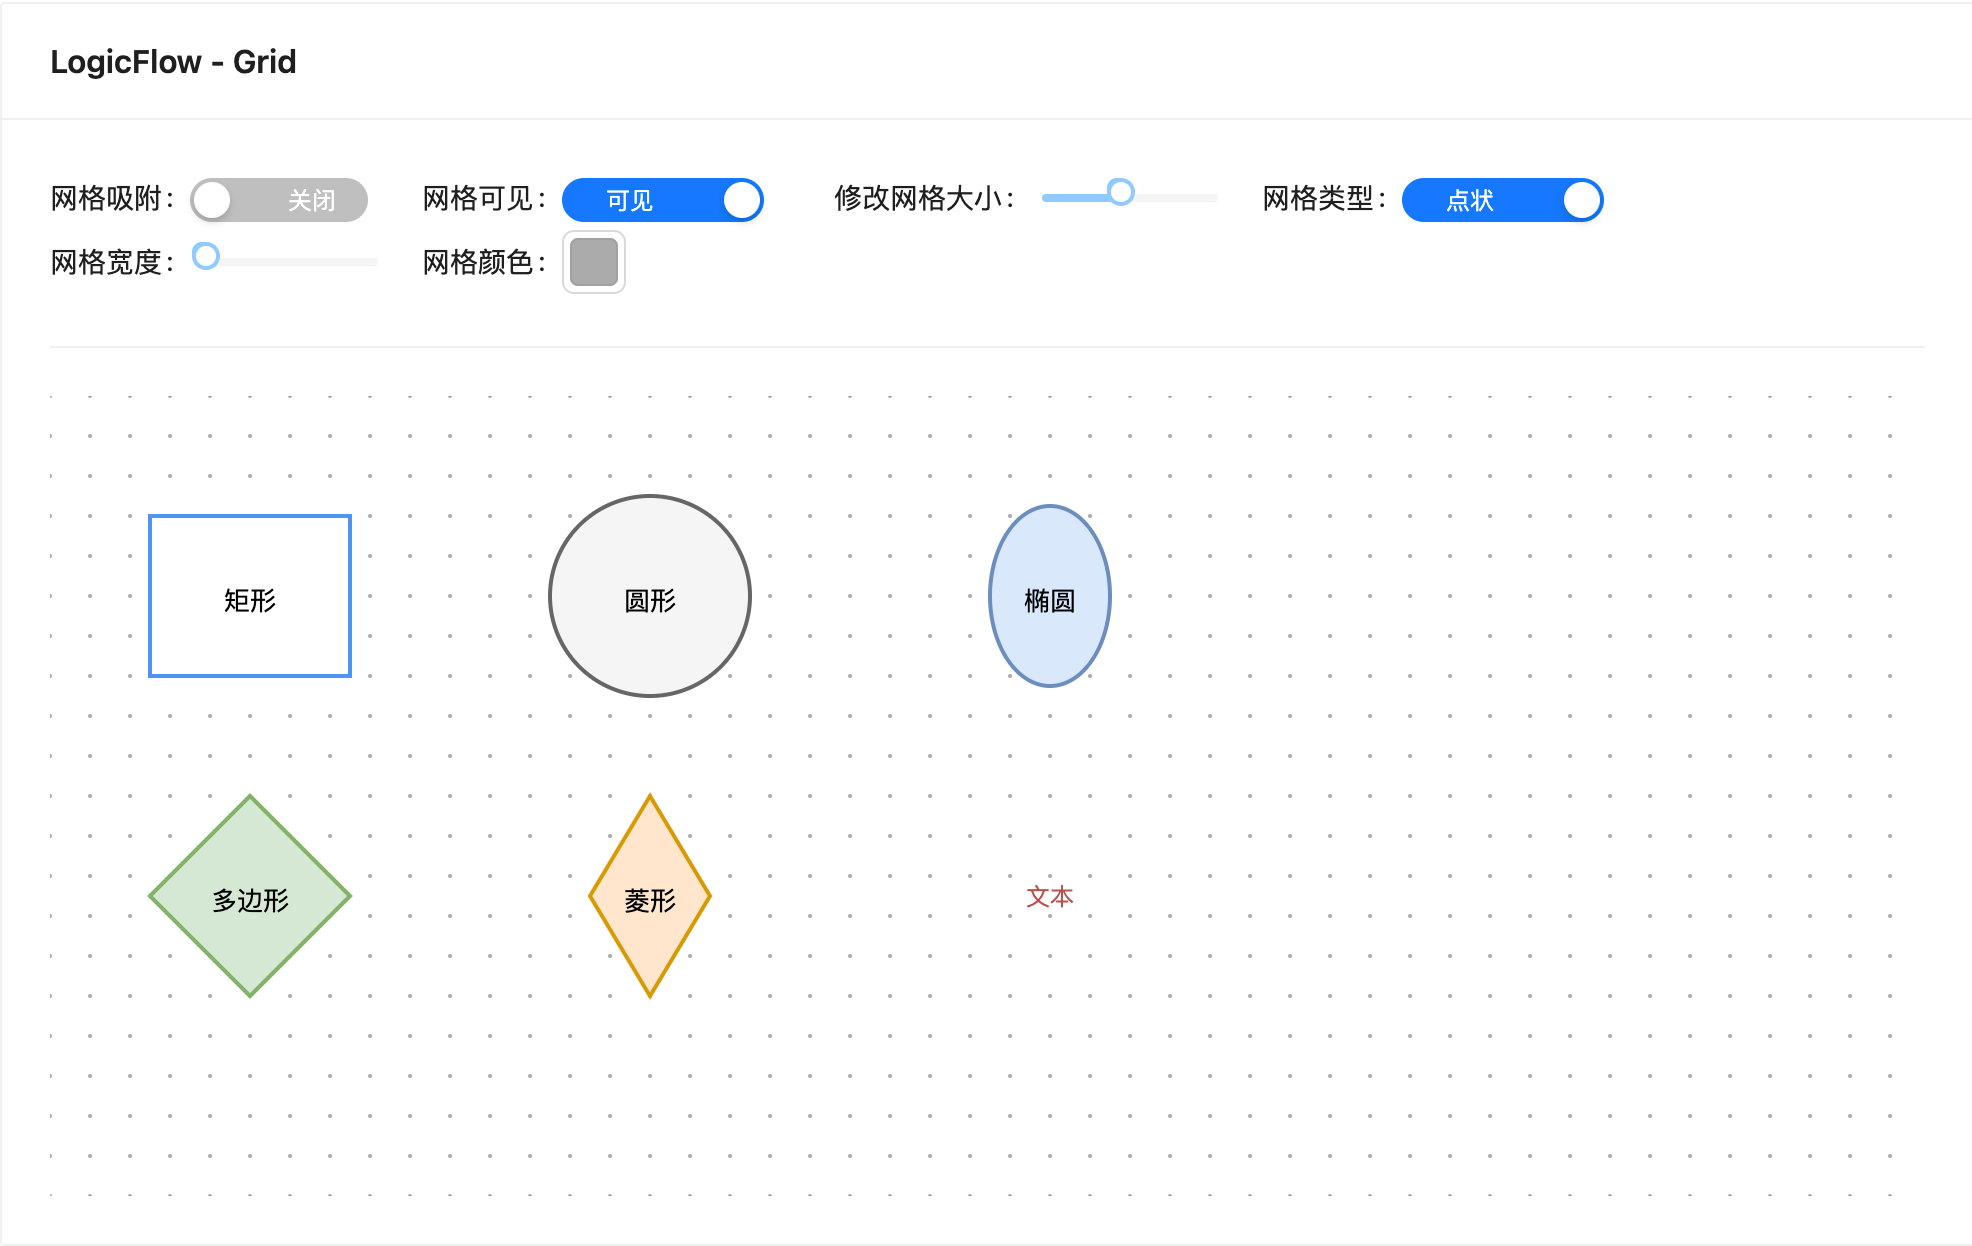 LogicFlow - Grid
网格吸附: 关闭 网格可见: 可见 修改网格大小: 网格类型: 点状
网格宽度: 网格颜色:
矩形 圆形 椭圆
多边形 菱形 文本